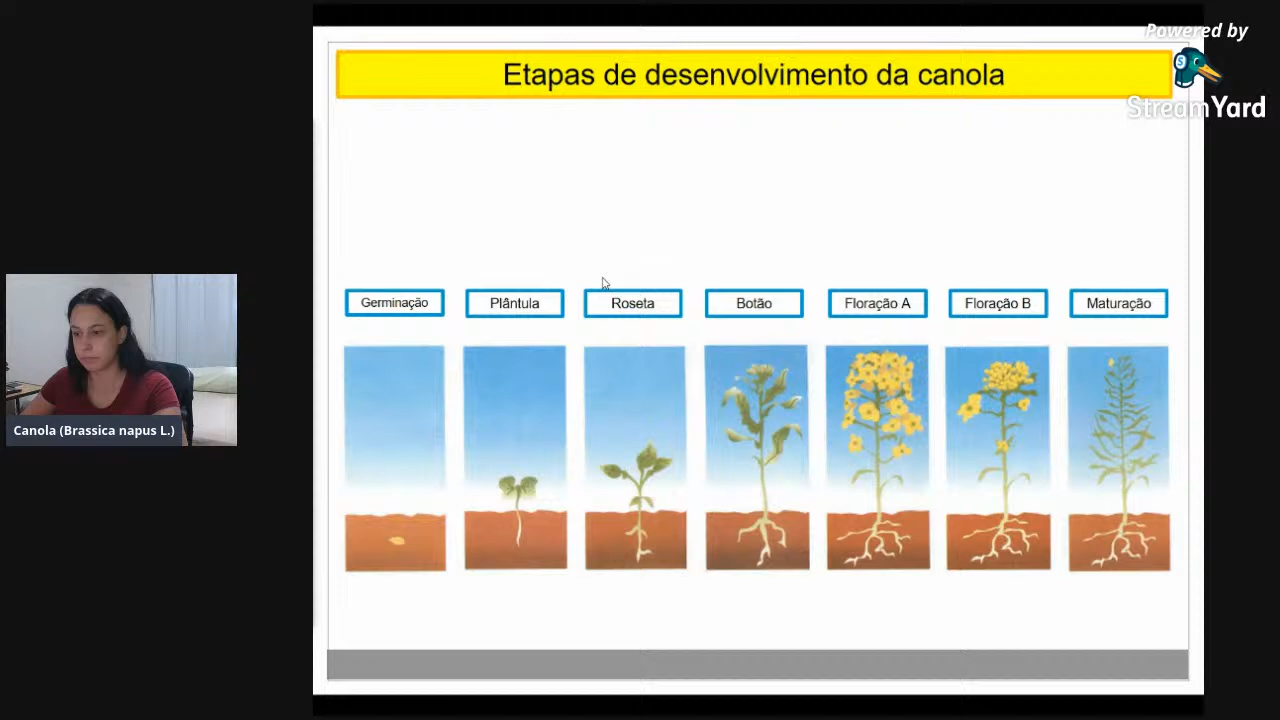 Powered by
StreamYard
Etapas de desenvolvimento da canola
Germinação
Plântula
Roseta
Botão
Floração A
Floração B
Maturação
Canola (Brassica napus L.)